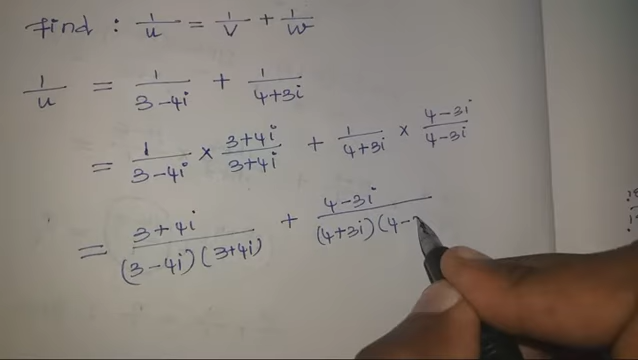 find : 1/u = 1/v + 1/w
1/u = 1/(3-4i) + 1/(4+3i)
= 1/(3-4i) × (3+4i)/(3+4i) + 1/(4+3i) × (4-3i)/(4-3i)
= (3+4i)/((3-4i)(3+4i)) + (4-3i)/((4+3i)(4-